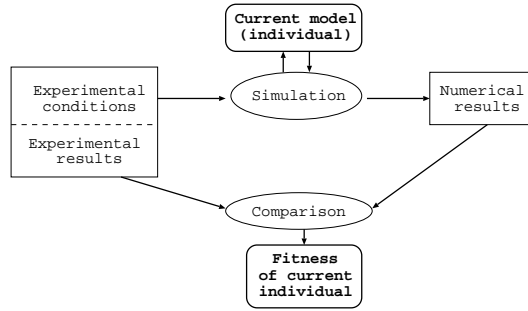 Current model
(individual)
Experimental
conditions
Simulation
Numerical
results
Experimental
results
Comparison
Fitness
of current
individual